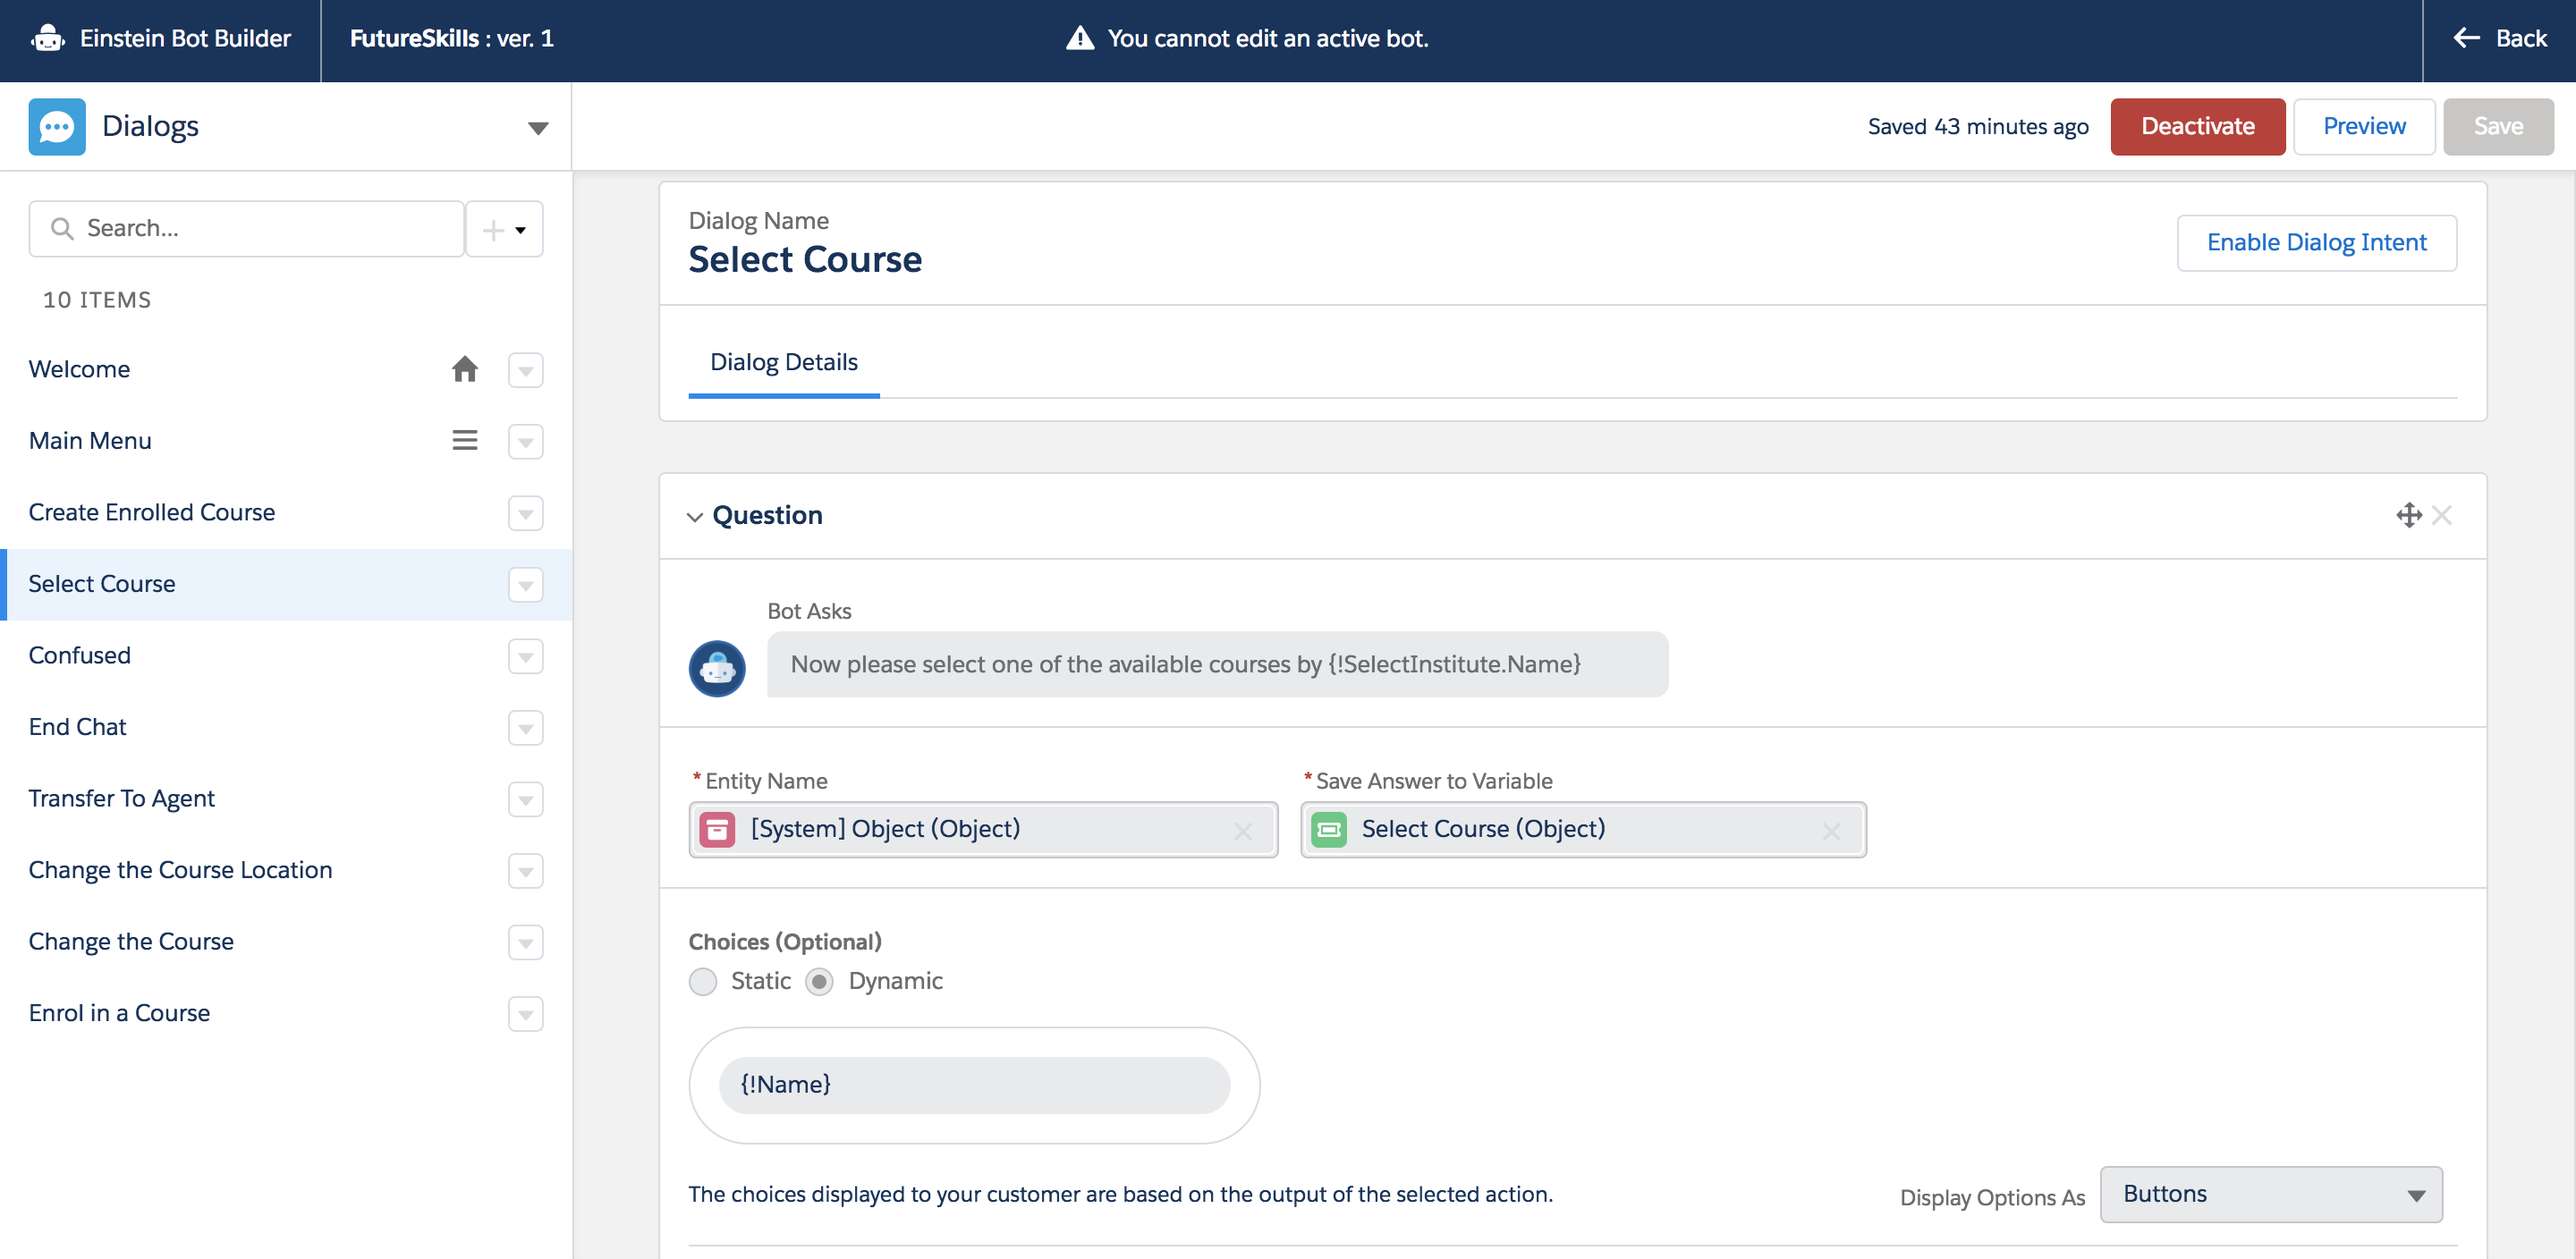 Einstein Bot Builder
FutureSkills : ver. 1
You cannot edit an active bot.
Back
Dialogs
Saved 43 minutes ago
Deactivate
Preview
Save
Search...
10 ITEMS
Welcome
Main Menu
Create Enrolled Course
Select Course
Confused
End Chat
Transfer To Agent
Change the Course Location
Change the Course
Enrol in a Course
Dialog Name
Select Course
Enable Dialog Intent
Dialog Details
Question
Bot Asks
Now please select one of the available courses by {!SelectInstitute.Name}
* Entity Name
[System] Object (Object)
* Save Answer to Variable
Select Course (Object)
Choices (Optional)
Static
Dynamic
{!Name}
The choices displayed to your customer are based on the output of the selected action.
Display Options As
Buttons